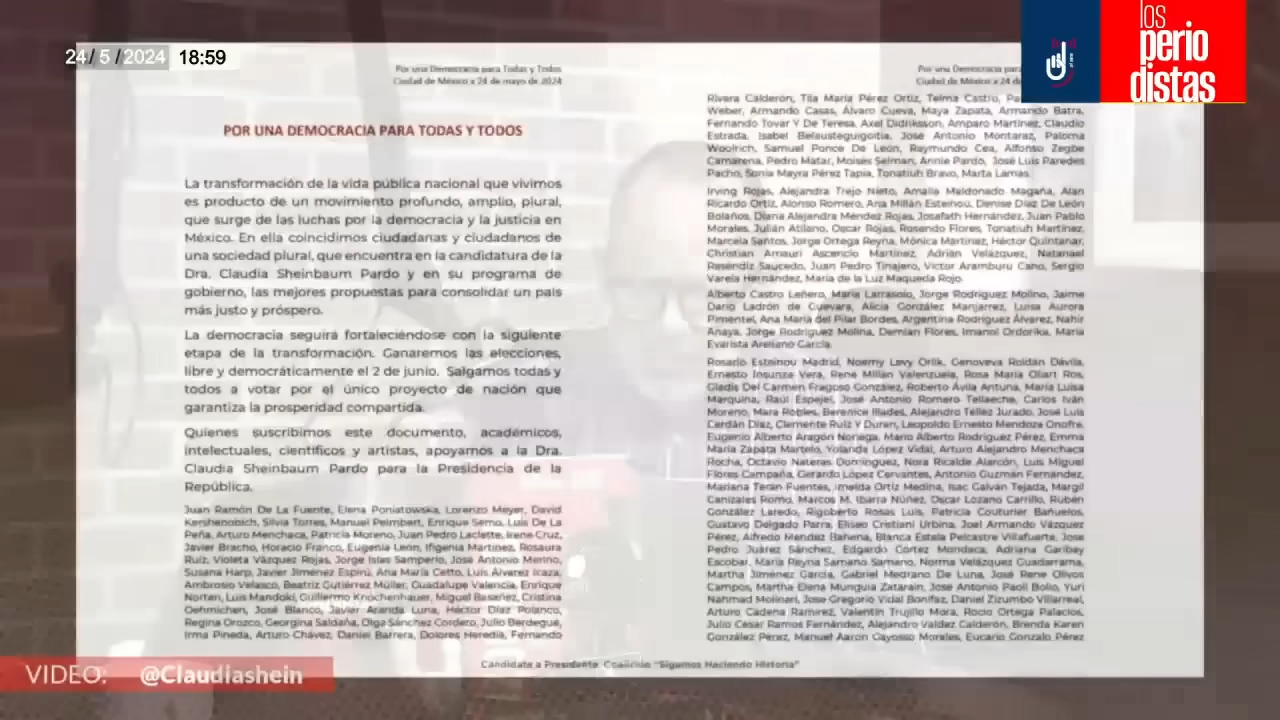 24/ 5 /2024 18:59
los
perio
distas
Por una Democracia para Todas y Todos
Ciudad de México a 24 de mayo de 2024
POR UNA DEMOCRACIA PARA TODAS Y TODOS
La transformación de la vida pública nacional que vivimos
es producto de un movimiento profundo, amplio, plural,
que surge de las luchas por la democracia y la justicia en
México. En ella coincidimos ciudadanas y ciudadanos de
una sociedad plural, que encuentra en la candidatura de la
Dra. Claudia Sheinbaum Pardo y en su programa de
gobierno, las mejores propuestas para consolidar un país
más justo y próspero.
La democracia seguirá fortaleciéndose con la siguiente
etapa de la transformación. Ganaremos las elecciones,
libre y democráticamente el 2 de junio. Salgamos todas y
todos a votar por el único proyecto de nación que
garantiza la prosperidad compartida.
Quienes suscribimos este documento, académicos,
intelectuales, científicos y artistas, apoyamos a la Dra.
Claudia Sheinbaum Pardo para la Presidencia de la
República.
Juan Ramón De La Fuente, Elena Poniatowska, Lorenzo Meyer, David
Kershenobich, Silvia Torres, Manuel Peimbert, Enrique Semo, Luis De La
Peña, Arturo Menchaca, Patricia Moreno, Juan Pedro Laclette, Irene Cruz,
Javier Bracho, Horacio Franco, Eugenia León, Ifigenia Martínez, Rosaura
Ruiz, Violeta Vázquez Rojas, Jorge Islas Samperio, José Antonio Merino,
Susana Harp, Javier Jiménez Espriú, Ana María Cetto, Luis Álvarez Icaza,
Ambrosio Velasco, Beatriz Gutiérrez Müller, Guadalupe Valencia, Enrique
Norten, Luis Mandoki, Guillermo Knochenhauer, Miguel Basañez, Cristina
Oehmichen, José Blanco, Javier Aranda Luna, Héctor Díaz Polanco,
Regina Orozco, Georgina Saldaña, Olga Sánchez Cordero, Julio Berdegué,
Irma Pineda, Arturo Chávez, Daniel Barrera, Dolores Heredia, Fernando
Por una Democracia para
Ciudad de México a 24 de
Rivera Calderón, Tila María Pérez Ortiz, Telma Castro,
Weber, Armando Casas, Álvaro Cueva, Maya Zapata, Armando Batra,
Fernando Tovar Y De Teresa, Axel Didriksson, Amparo Martínez, Claudio
Estrada, Isabel Belausteguigoitia, José Antonio Montaraz, Paloma
Woolrich, Samuel Ponce De León, Raymundo Cea, Alfonso Zegbe
Camarena, Pedro Matar, Moisés Selman, Annie Pardo, José Luis Paredes
Pacho, Sonia Mayra Pérez Tapia, Tonatiuh Bravo, Marta Lamas.
Irving Rojas, Alejandra Trejo Nieto, Amalia Maldonado Magaña, Alan
Ricardo Ortiz, Alonso Romero, Ana Millán Esteinou, Denise Díaz De León
Bolaños, Diana Alejandra Méndez Rojas, Josafath Hernández, Juan Pablo
Morales, Julián Atilano, Oscar Rojas, Rosendo Flores, Tonatiuh Martínez,
Marcela Santos, Jorge Ortega Reyna, Mónica Martínez, Héctor Quintanar,
Christian Amauri Ascencio Martínez, Adrián Velázquez, Natanael
Reséndiz Saucedo, Juan Pedro Tinajero, Víctor Aramburu Cano, Sergio
Varela Hernández, María de la Luz Maqueda Rojo.
Alberto Castro Leñero, María Larrasolo, Jorge Rodríguez Molino, Jaime
Darío Ladrón de Guevara, Alicia González Manjarrez, Luisa Aurora
Pimentel, Ana María del Pilar Bordes, Argentina Rodríguez Álvarez, Nahir
Anaya, Jorge Rodríguez Molina, Demian Flores, Imanol Ordorika, María
Evarista Arellano García.
Rosario Esteinou Madrid, Noemy Levy Orlik, Genoveva Roldán Dávila,
Ernesto Insunza Vera, René Millán Valenzuela, Rosa María Oliart Ros,
Gladis Del Carmen Fragoso González, Roberto Ávila Antuna, María Luisa
Marquina, Raúl Espejel, José Antonio Romero Tellaeche, Carlos Iván
Moreno, Mara Robles, Berenice Illades, Alejandro Téllez Jurado, José Luis
Cerdán Díaz, Clemente Ruiz Y Duran, Leopoldo Ernesto Mendoza Onofre,
Eugenio Alberto Aragón Noriega, Mario Alberto Rodríguez Pérez, Emma
María Zapata Martelo, Yolanda López Vidal, Arturo Alejandro Menchaca
Rocha, Octavio Nateras Domínguez, Nora Ricalde Alarcón, Luis Miguel
Flores Campaña, Gerardo López Cervantes, Antonio Guzmán Fernández,
Mariana Terán Fuentes, Imelda Ortiz Medina, Isac Galván Tejada, Margil
Canizales Romo, Marcos M. Ibarra Núñez, Oscar Lozano Carrillo, Rubén
González Laredo, Rigoberto Rosas Luis, Patricia Couturier Bañuelos,
Gustavo Delgado Parra, Eliseo Cristiani Urbina, Joel Armando Vázquez
Pérez, Alfredo Mendez Bahena, Blanca Estela Pelcastre Villafuerte, Jose
Pedro Juárez Sánchez, Edgardo Cortez Mondaca, Adriana Garibay
Escobar, María Reyna Samano Samano, Norma Velázquez Guadarrama,
Martha Jiménez García, Gabriel Medrano De Luna, José Rene Olivos
Campos, Martha Elena Munguía Zatarain, Jose Antonio Paoli Bolio, Yuri
Nahmad Molinari, Jose Gregorio Vidal Bonifaz, Daniel Zizumbo Villarreal,
Arturo Cadena Ramírez, Valentín Trujillo Mora, Rocío Ortega Palacios,
Julio Cesar Ramos Fernández, Alejandro Valdez Calderón, Brenda Karen
González Pérez, Manuel Aaron Gayosso Morales, Eucario Gonzalo Pérez
Candidate a Presidente. Coalición "Sigamos Haciendo Historia"
VIDEO: @Claudiashein